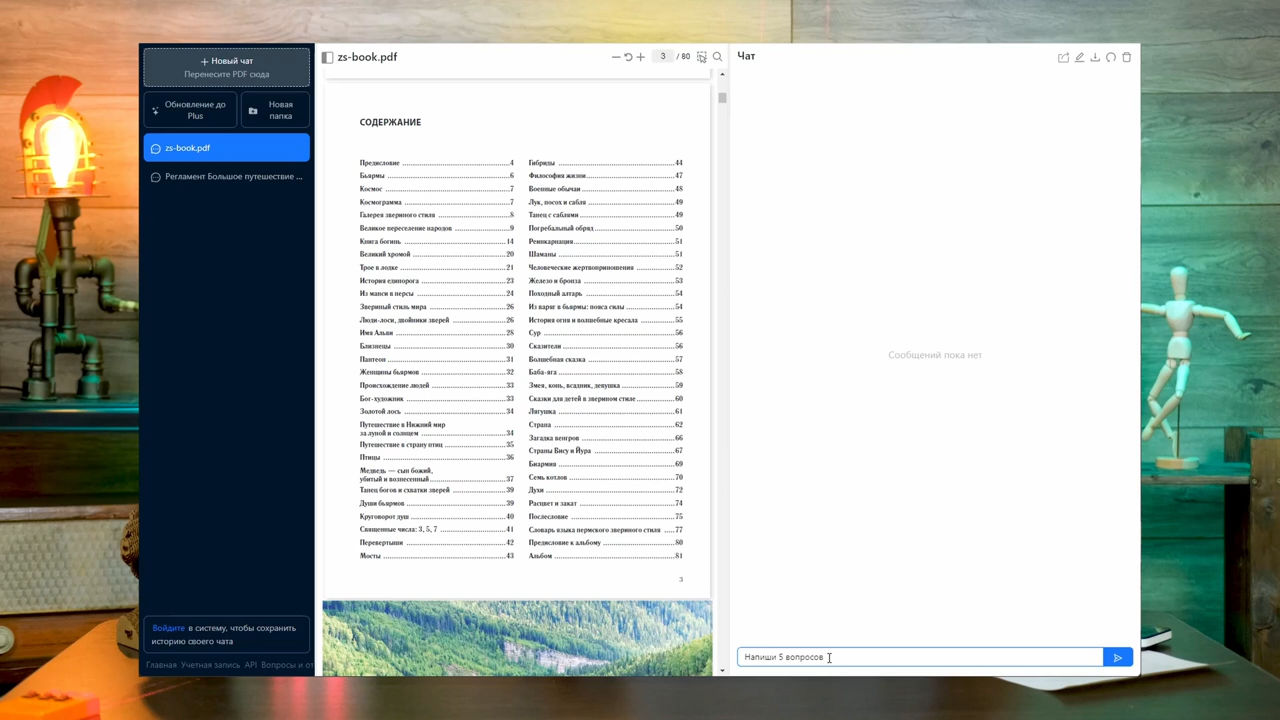 Новый чат
Перенесите PDF сюда
Обновление до Plus
Новая папка
zs-book.pdf
Регламент Большое путешествие ...
Войдите в систему, чтобы сохранить
историю своего чата
Главная Учетная запись API Вопросы и от
zs-book.pdf
3 / 80
СОДЕРЖАНИЕ
Предисловие ...4
Бьярмы ...6
Космос ...7
Космограмма ...7
Галерея звериного стиля ...8
Великое переселение народов ...9
Книга богинь ...14
Великий хромой ...20
Трое в лодке ...21
История единорога ...23
Из манси в персы ...24
Звериный стиль мира ...26
Люди-лоси, двойники зверей ...26
Имя Альви ...28
Близнецы ...30
Пантеон ...31
Женщины бьярмов ...32
Происхождение людей ...33
Бог-художник ...33
Золотой лось ...34
Путешествие в Нижний мир
за луной и солнцем ...34
Путешествие в страну птиц ...35
Птицы ...36
Медведь — сын божий,
убитый и вознесенный ...37
Танец богов и схватки зверей ...39
Души бьярмов ...39
Круговорот душ ...40
Священные числа: 3, 5, 7 ...41
Перевертыши ...42
Мосты ...43
Гибриды ...44
Философия жизни ...47
Военные обычаи ...48
Лук, посох и сабля ...49
Танец с саблями ...49
Погребальный обряд ...50
Реинкарнация ...51
Шаманы ...51
Человеческие жертвоприношения ...52
Железо и бронза ...53
Походный алтарь ...54
Из варяг в бьярмы: пояса силы ...54
История огня и волшебные кресала ...55
Сур ...56
Сказители ...56
Волшебная сказка ...57
Баба-яга ...58
Змея, конь, всадник, девушка ...59
Сказки для детей в зверином стиле ...60
Лягушка ...61
Страна ...62
Загадка венгров ...66
Страны Вису и Йура ...67
Биармия ...69
Семь котлов ...70
Духи ...72
Расцвет и закат ...74
Послесловие ...75
Словарь языка пермского звериного стиля ...77
Предисловие к альбому ...80
Альбом ...81
3
Чат
Сообщений пока нет
Напиши 5 вопросов